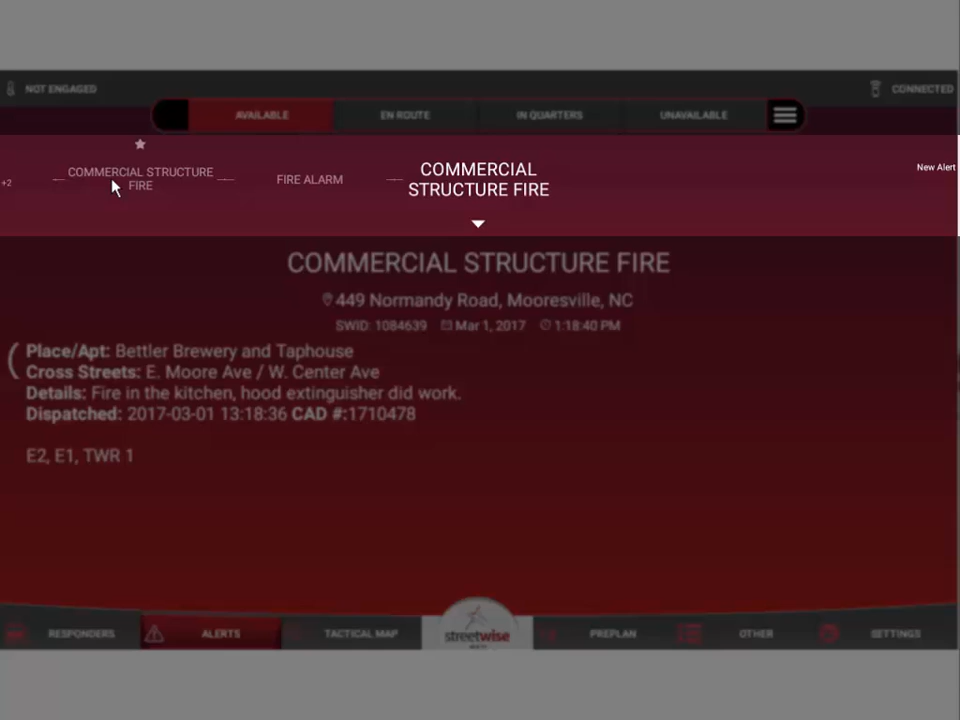 NOT ENGAGED
CONNECTED
AVAILABLE
EN ROUTE
IN QUARTERS
UNAVAILABLE
+2
COMMERCIAL STRUCTURE
FIRE
FIRE ALARM
COMMERCIAL
STRUCTURE FIRE
New Alert
COMMERCIAL STRUCTURE FIRE
449 Normandy Road, Mooresville, NC
SWID: 1084639 Mar 1, 2017 1:18:40 PM
Place/Apt: Bettler Brewery and Taphouse
Cross Streets: E. Moore Ave / W. Center Ave
Details: Fire in the kitchen, hood extinguisher did work.
Dispatched: 2017-03-01 13:18:36 CAD #:1710478
E2, E1, TWR 1
RESPONDERS
ALERTS
TACTICAL MAP
streetwise
PREPLAN
OTHER
SETTINGS